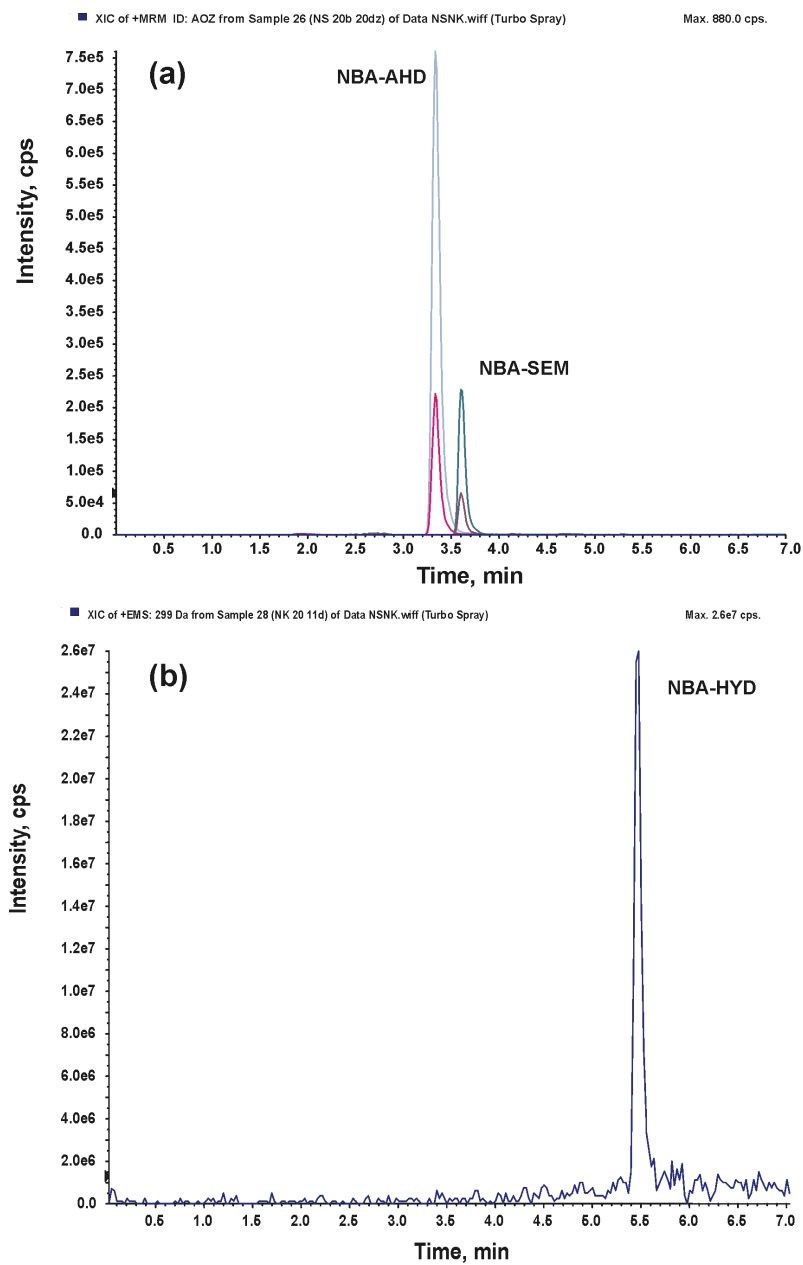 XIC of +MRM ID: AOZ from Sample 26 (NS 20b 20dz) of Data NSNK.wiff (Turbo Spray) Max. 880.0 cps.
(a)
NBA-AHD
NBA-SEM
Intensity, cps
7.5e5
7.0e5
6.5e5
6.0e5
5.5e5
5.0e5
4.5e5
4.0e5
3.5e5
3.0e5
2.5e5
2.0e5
1.5e5
1.0e5
5.0e4
0.0
0.5 1.0 1.5 2.0 2.5 3.0 3.5 4.0 4.5 5.0 5.5 6.0 6.5 7.0
Time, min
XIC of +EMS: 299 Da from Sample 28 (NK 20 11d) of Data NSNK.wiff (Turbo Spray) Max. 2.6e7 cps.
(b)
NBA-HYD
Intensity, cps
2.6e7
2.4e7
2.2e7
2.0e7
1.8e7
1.6e7
1.4e7
1.2e7
1.0e7
8.0e6
6.0e6
4.0e6
2.0e6
0.0
0.5 1.0 1.5 2.0 2.5 3.0 3.5 4.0 4.5 5.0 5.5 6.0 6.5 7.0
Time, min